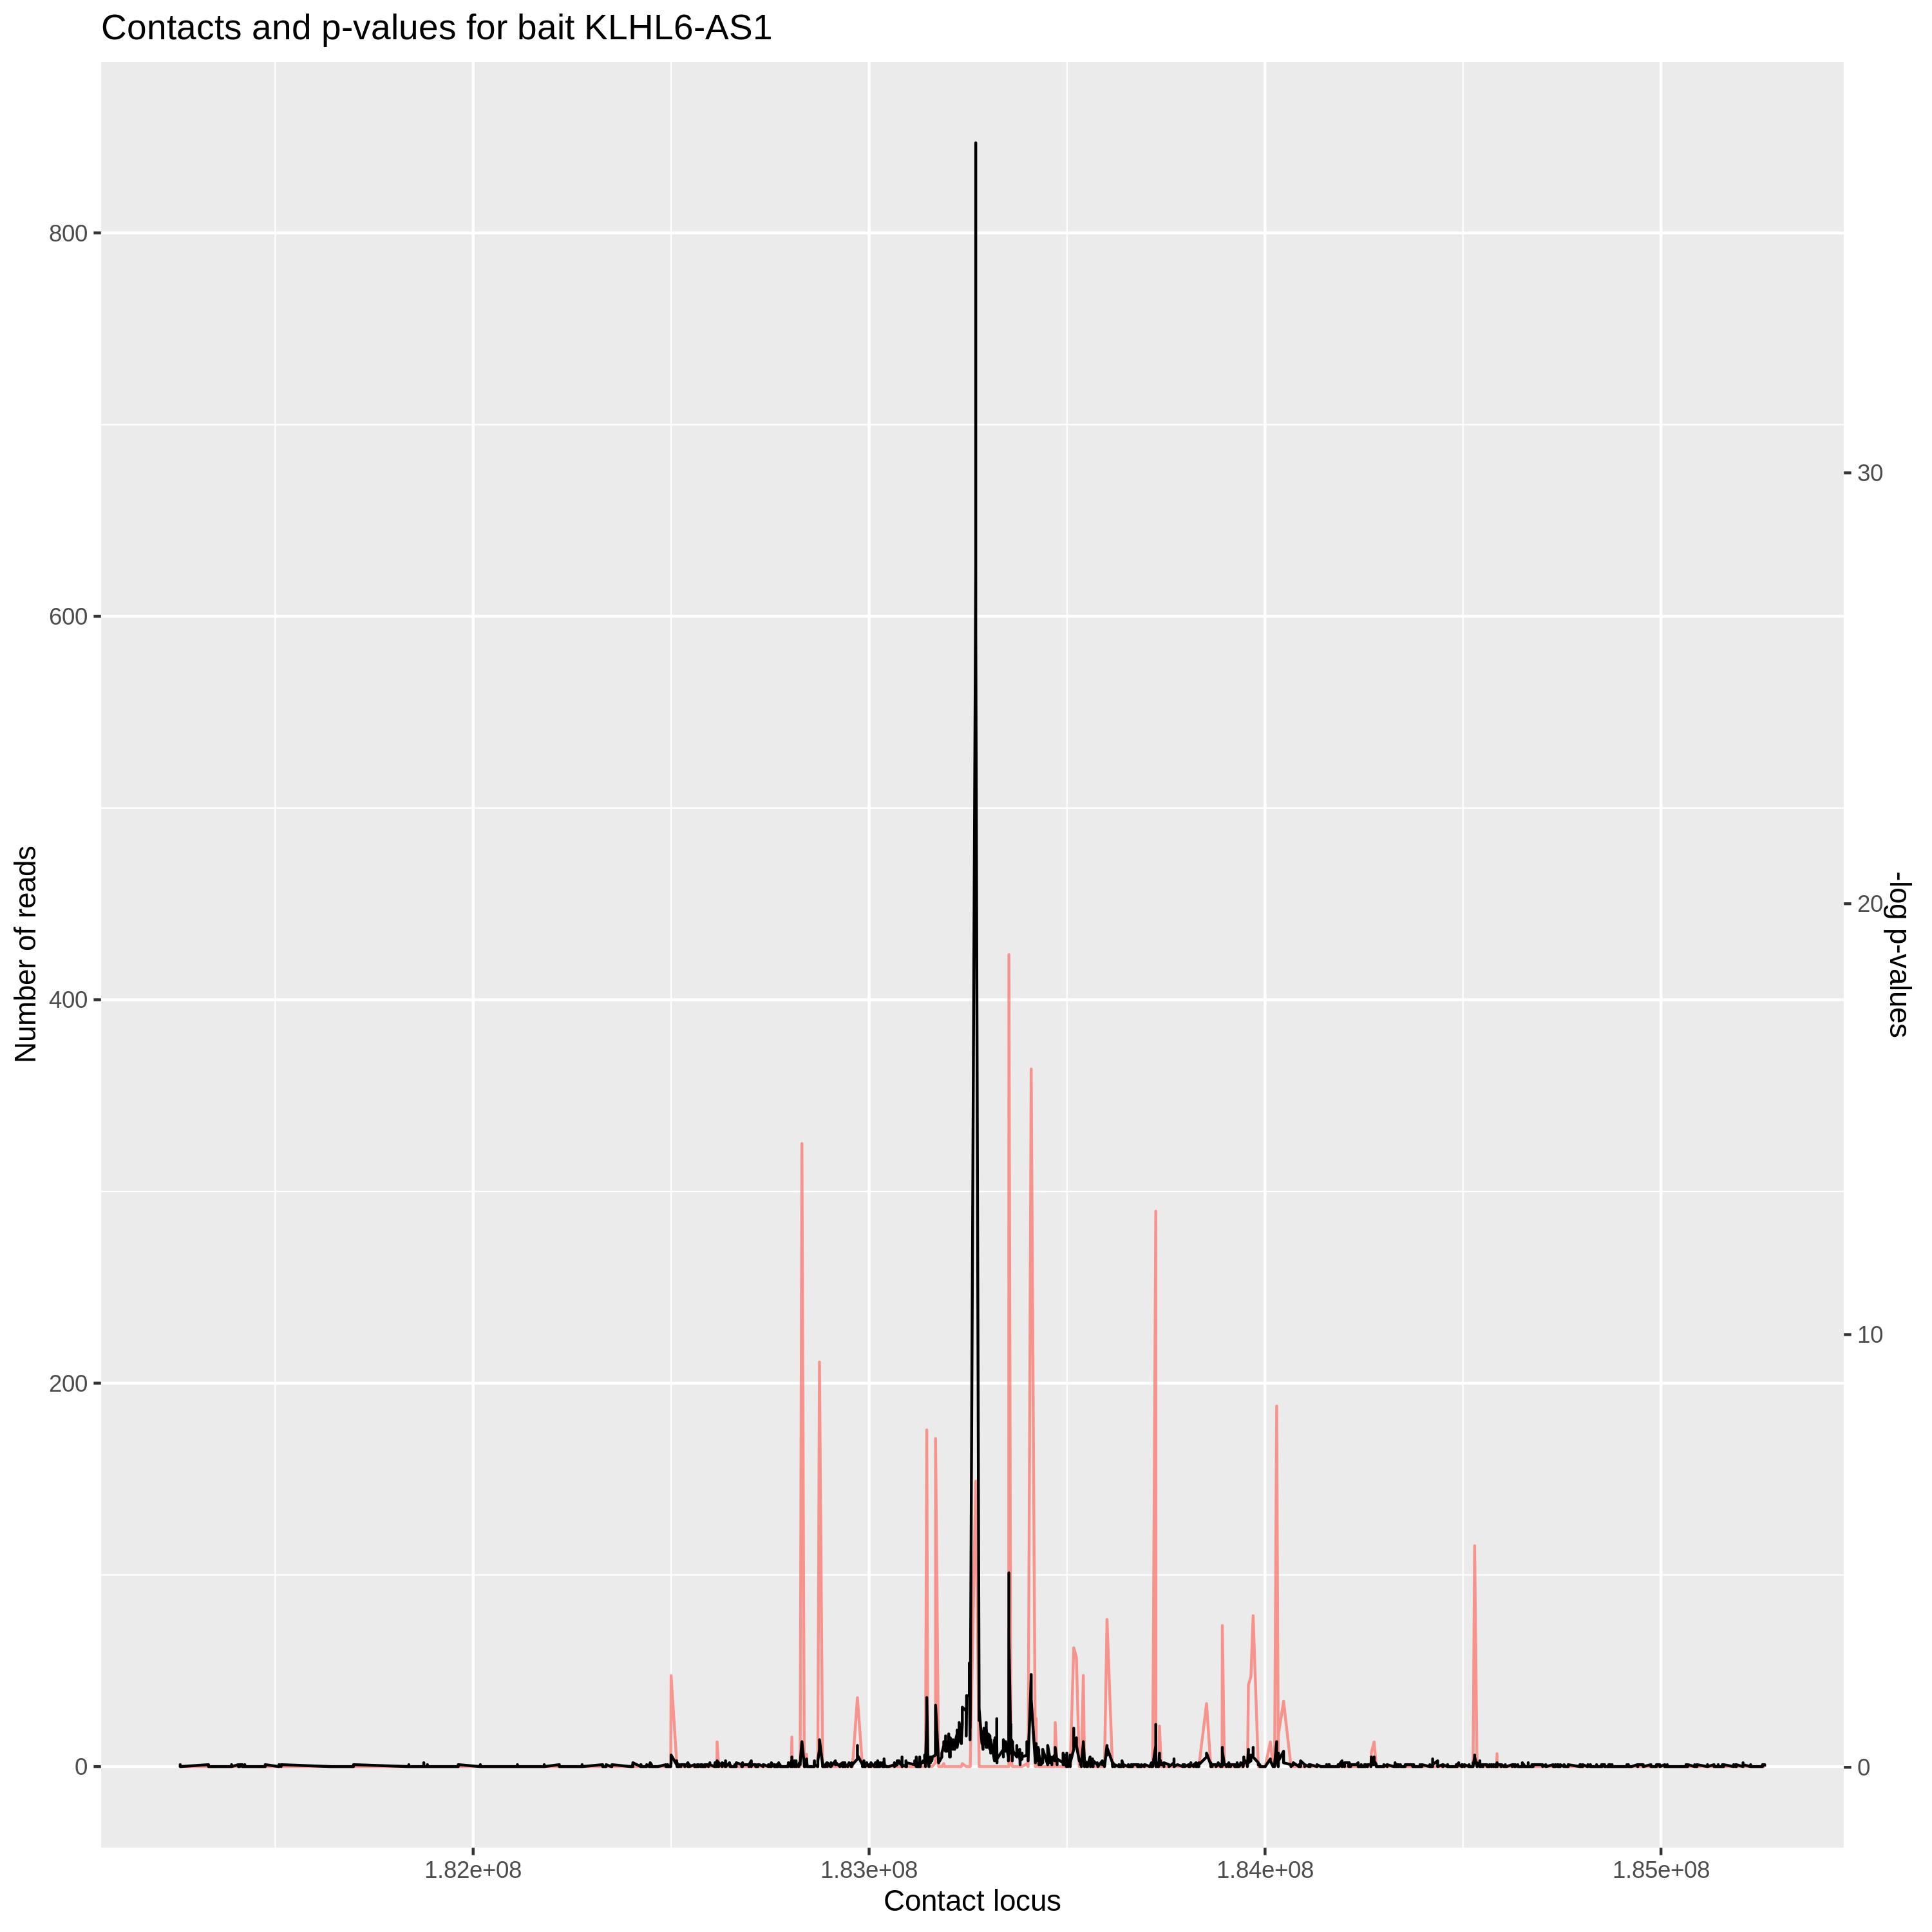 Contacts and p-values for bait KLHL6-AS1
800
600
400
200
0
Number of reads
30
20
10
0
-log p-values
1.82e+08
1.83e+08
1.84e+08
1.85e+08
Contact locus